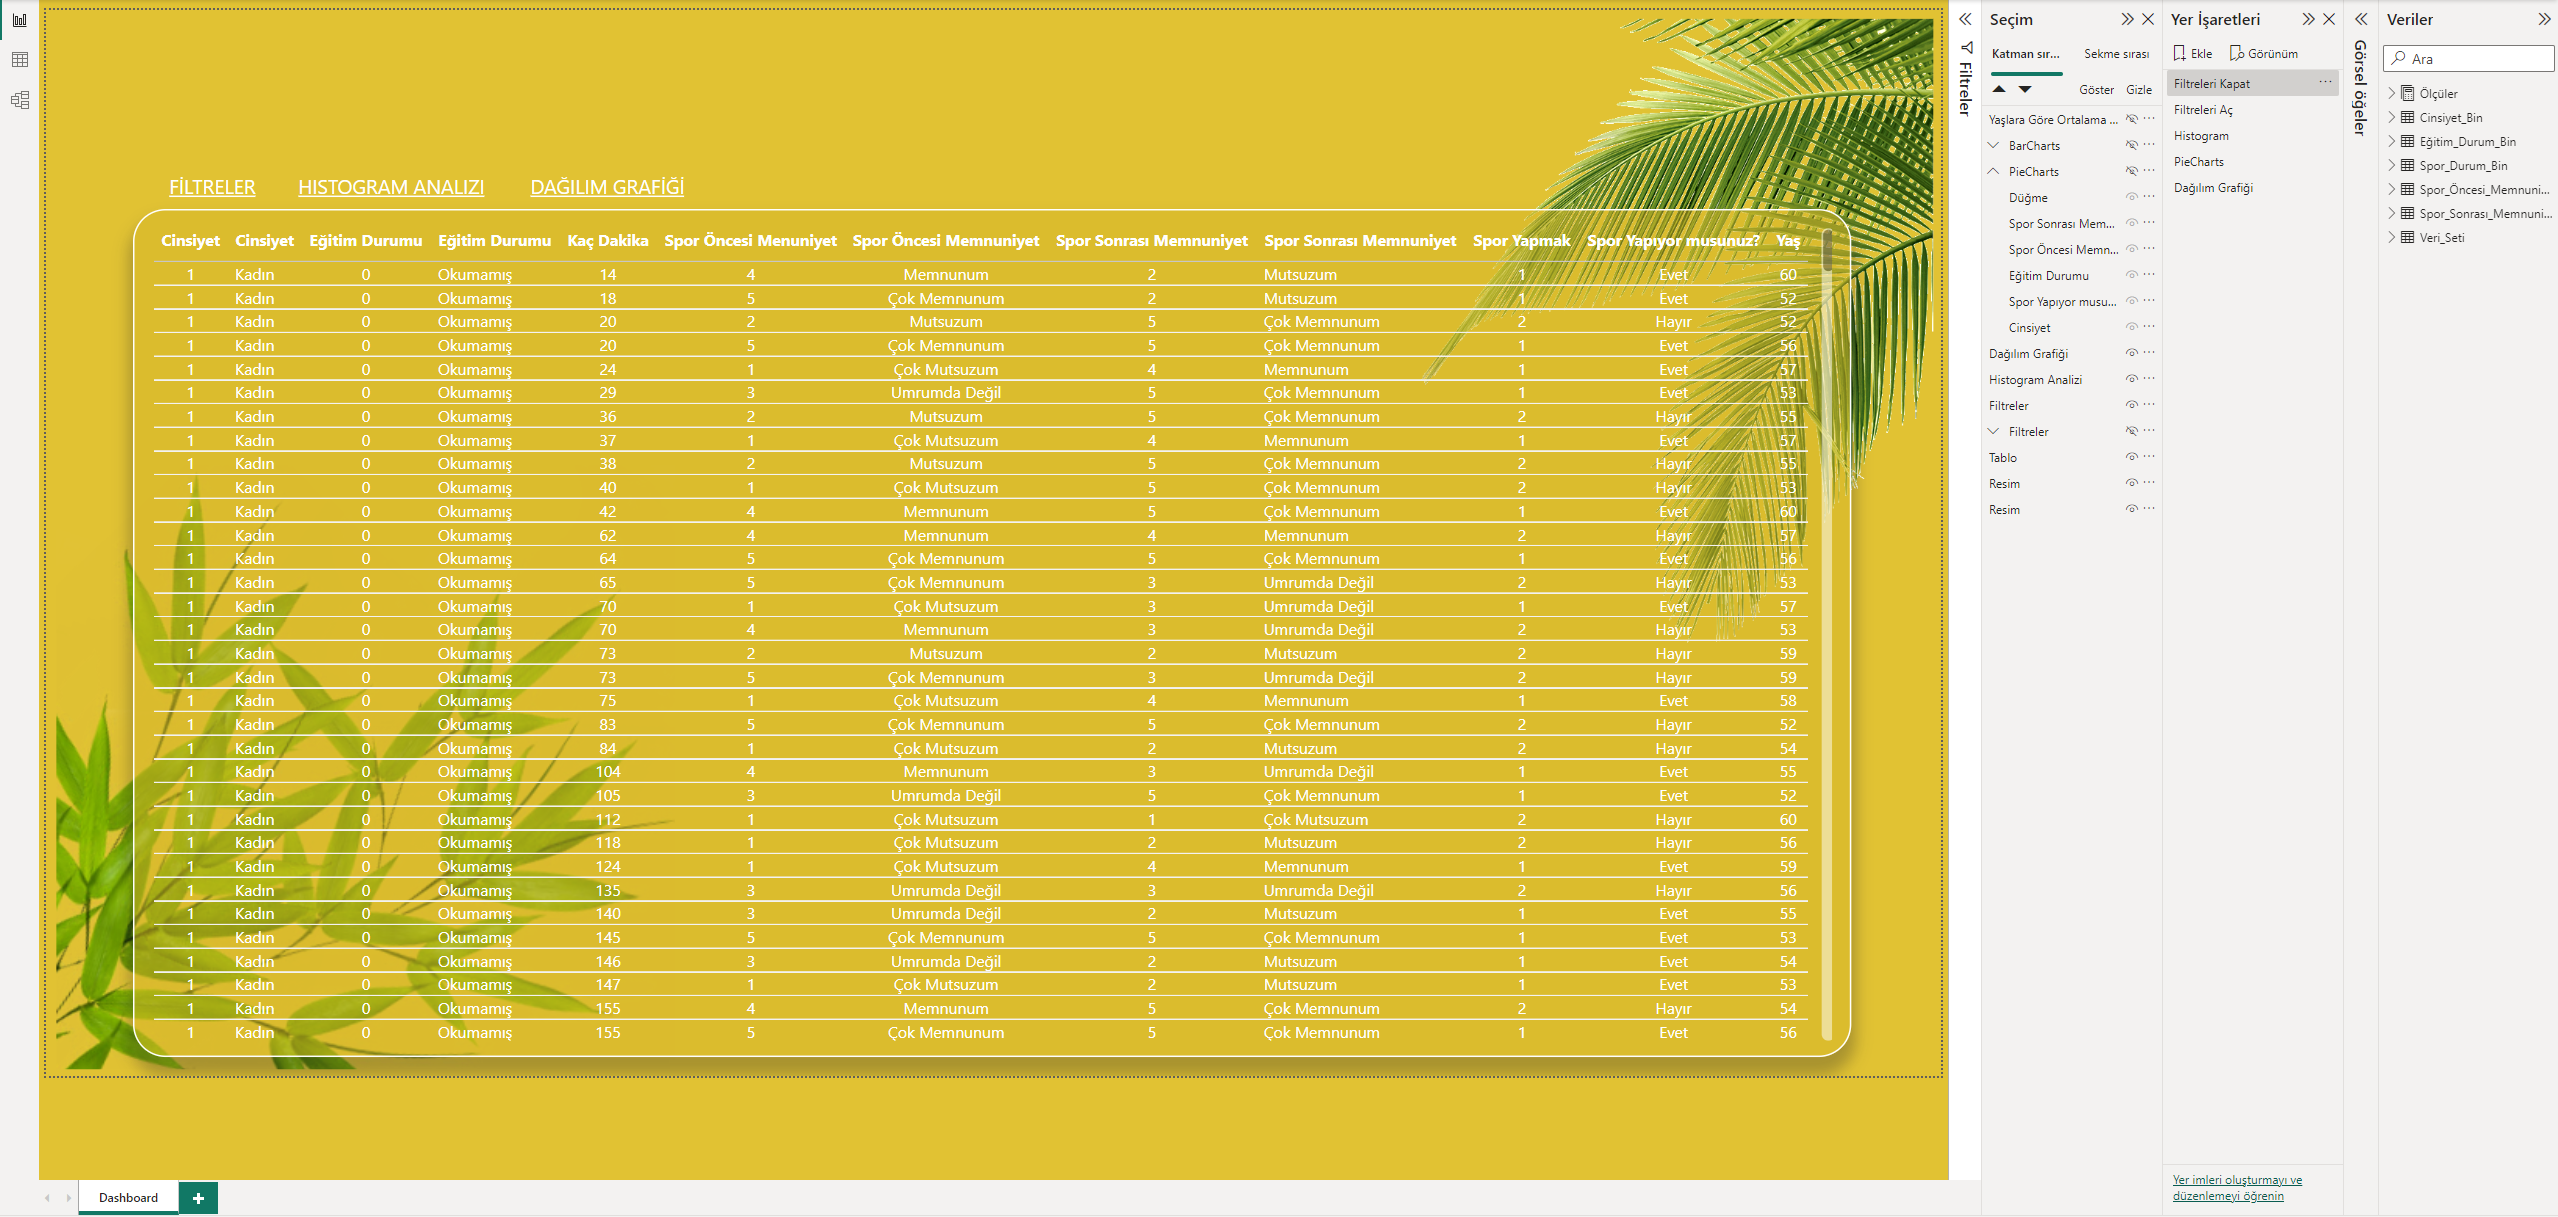 FİLTRELER HISTOGRAM ANALIZI DAĞILIM GRAFİĞİ
Cinsiyet Cinsiyet Eğitim Durumu Eğitim Durumu Kaç Dakika Spor Öncesi Menuniyet Spor Öncesi Memnuniyet Spor Sonrası Memnuniyet Spor Sonrası Memnuniyet Spor Yapmak Spor Yapıyor musunuz? Yaş
1 Kadın 0 Okumamış 14 4 Memnunum 2 Mutsuzum 1 Evet 60
1 Kadın 0 Okumamış 18 5 Çok Memnunum 2 Mutsuzum 1 Evet 52
1 Kadın 0 Okumamış 20 2 Mutsuzum 5 Çok Memnunum 2 Hayır 52
1 Kadın 0 Okumamış 20 5 Çok Memnunum 5 Çok Memnunum 1 Evet 56
1 Kadın 0 Okumamış 24 1 Çok Mutsuzum 4 Memnunum 1 Evet 57
1 Kadın 0 Okumamış 29 3 Umrumda Değil 5 Çok Memnunum 1 Evet 53
1 Kadın 0 Okumamış 36 2 Mutsuzum 5 Çok Memnunum 2 Hayır 55
1 Kadın 0 Okumamış 37 1 Çok Mutsuzum 4 Memnunum 1 Evet 57
1 Kadın 0 Okumamış 38 2 Mutsuzum 5 Çok Memnunum 2 Hayır 55
1 Kadın 0 Okumamış 40 1 Çok Mutsuzum 5 Çok Memnunum 2 Hayır 53
1 Kadın 0 Okumamış 42 4 Memnunum 5 Çok Memnunum 1 Evet 60
1 Kadın 0 Okumamış 62 4 Memnunum 4 Memnunum 2 Hayır 57
1 Kadın 0 Okumamış 64 5 Çok Memnunum 5 Çok Memnunum 1 Evet 56
1 Kadın 0 Okumamış 65 5 Çok Memnunum 3 Umrumda Değil 2 Hayır 53
1 Kadın 0 Okumamış 70 1 Çok Mutsuzum 3 Umrumda Değil 1 Evet 57
1 Kadın 0 Okumamış 70 4 Memnunum 3 Umrumda Değil 2 Hayır 53
1 Kadın 0 Okumamış 73 2 Mutsuzum 2 Mutsuzum 2 Hayır 59
1 Kadın 0 Okumamış 73 5 Çok Memnunum 3 Umrumda Değil 2 Hayır 59
1 Kadın 0 Okumamış 75 1 Çok Mutsuzum 4 Memnunum 1 Evet 58
1 Kadın 0 Okumamış 83 5 Çok Memnunum 5 Çok Memnunum 2 Hayır 52
1 Kadın 0 Okumamış 84 1 Çok Mutsuzum 2 Mutsuzum 2 Hayır 54
1 Kadın 0 Okumamış 104 4 Memnunum 3 Umrumda Değil 1 Evet 55
1 Kadın 0 Okumamış 105 3 Umrumda Değil 5 Çok Memnunum 1 Evet 52
1 Kadın 0 Okumamış 112 1 Çok Mutsuzum 1 Çok Mutsuzum 2 Hayır 60
1 Kadın 0 Okumamış 118 1 Çok Mutsuzum 2 Mutsuzum 2 Hayır 56
1 Kadın 0 Okumamış 124 1 Çok Mutsuzum 4 Memnunum 1 Evet 59
1 Kadın 0 Okumamış 135 3 Umrumda Değil 3 Umrumda Değil 2 Hayır 56
1 Kadın 0 Okumamış 140 3 Umrumda Değil 2 Mutsuzum 1 Evet 55
1 Kadın 0 Okumamış 145 5 Çok Memnunum 5 Çok Memnunum 1 Evet 53
1 Kadın 0 Okumamış 146 3 Umrumda Değil 2 Mutsuzum 1 Evet 54
1 Kadın 0 Okumamış 147 1 Çok Mutsuzum 2 Mutsuzum 1 Evet 53
1 Kadın 0 Okumamış 155 4 Memnunum 5 Çok Memnunum 2 Hayır 54
1 Kadın 0 Okumamış 155 5 Çok Memnunum 5 Çok Memnunum 1 Evet 56
Dashboard +
Filtreler
Seçim
Katman sır... Sekme sırası
Göster Gizle
Yaşlara Göre Ortalama ...
BarCharts
PieCharts
Düğme
Spor Sonrası Mem...
Spor Öncesi Memn...
Eğitim Durumu
Spor Yapıyor musu...
Cinsiyet
Dağılım Grafiği
Histogram Analizi
Filtreler
Filtreler
Tablo
Resim
Resim
Yer İşaretleri
Ekle Görünüm
Filtreleri Kapat ...
Filtreleri Aç
Histogram
PieCharts
Dağılım Grafiği
Yer imleri oluşturmayı ve
düzenlemeyi öğrenin
Görsel öğeler
Veriler
Ara
Ölçüler
Cinsiyet_Bin
Eğitim_Durum_Bin
Spor_Durum_Bin
Spor_Öncesi_Memnuni...
Spor_Sonrası_Memnuni...
Veri_Seti